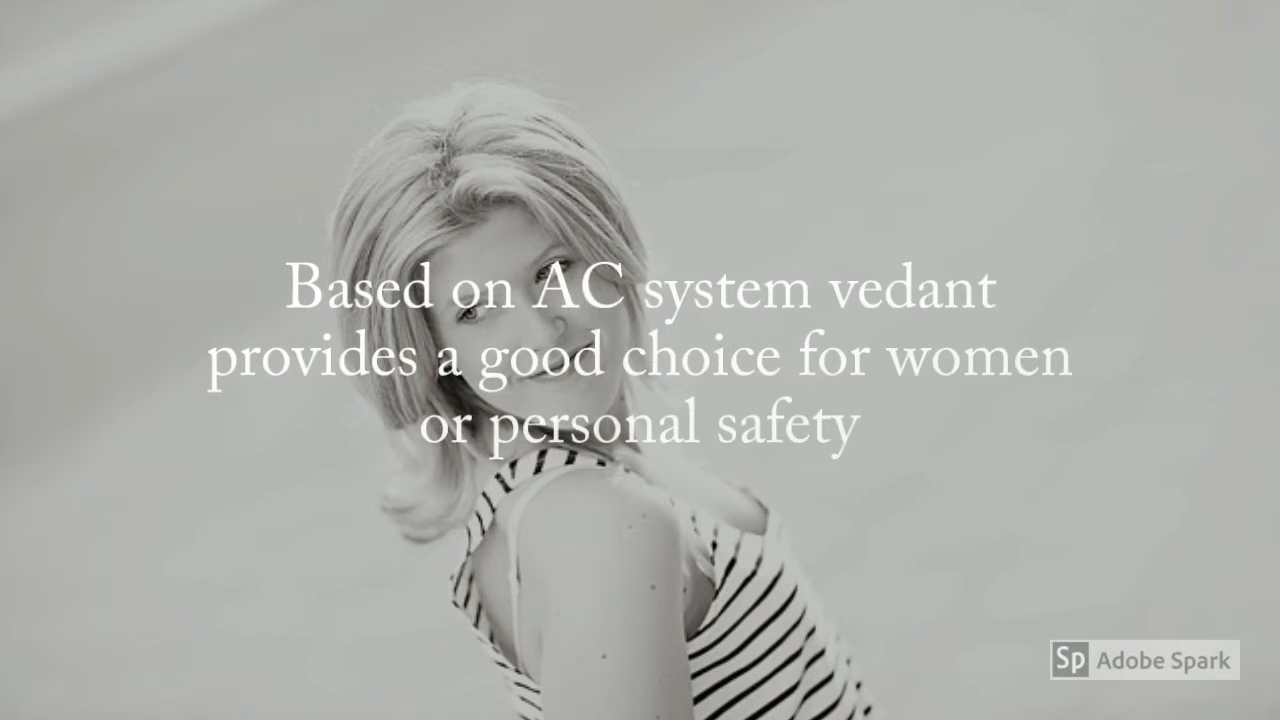 Based on AC system vedant
provides a good choice for women
or personal safety
Sp Adobe Spark